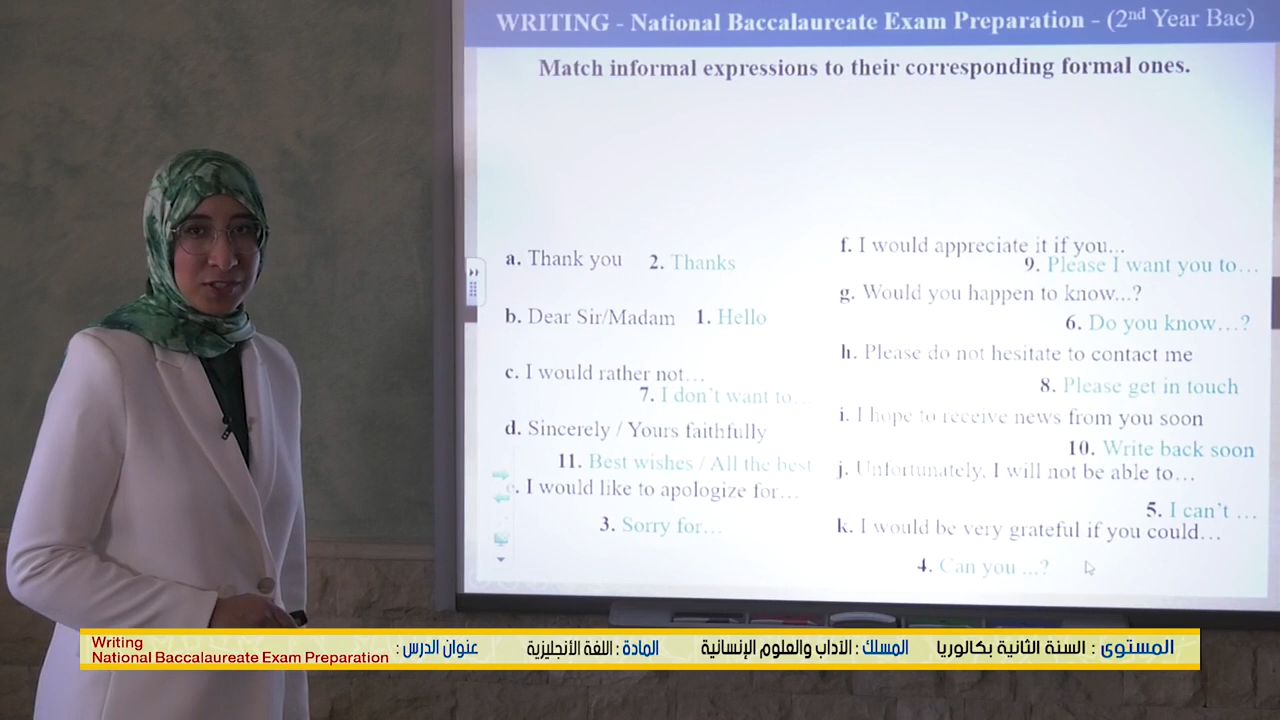 WRITING - National Baccalaureate Exam Preparation - (2nd Year Bac)
Match informal expressions to their corresponding formal ones.
a. Thank you 2. Thanks
b. Dear Sir/Madam 1. Hello
c. I would rather not…
7. I don't want to…
d. Sincerely / Yours faithfully
11. Best wishes / All the best
e. I would like to apologize for…
3. Sorry for…
f. I would appreciate it if you...
9. Please I want you to…
g. Would you happen to know...?
6. Do you know…?
h. Please do not hesitate to contact me
8. Please get in touch
i. I hope to receive news from you soon
10. Write back soon
j. Unfortunately, I will not be able to…
5. I can't …
k. I would be very grateful if you could…
4. Can you ...?
المستوى : السنة الثانية بكالوريا المسلك : الآداب والعلوم الإنسانية المادة : اللغة الأنجليزية عنوان الدرس :
Writing
National Baccalaureate Exam Preparation